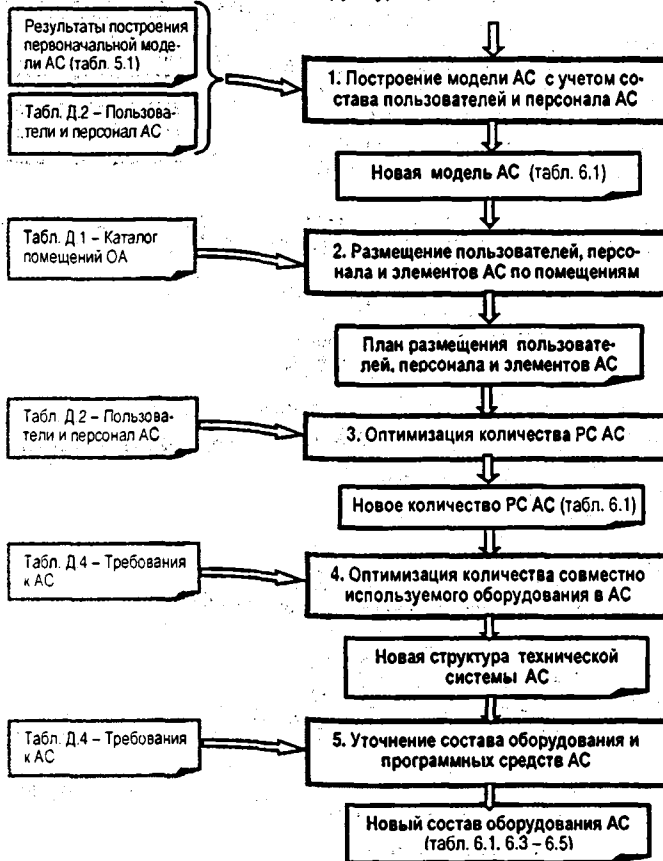 Результаты построения
первоначальной моде-
ли АС (табл. 5.1)
Табл. Д.2 – Пользова-
тели и персонал АС
1. Построение модели АС с учетом со-
става пользователей и персонала АС
Новая модель АС (табл. 6.1)
Табл. Д 1 – Каталог
помещений ОА
2. Размещение пользователей, персо-
нала и элементов АС по помещениям
План размещения пользовате-
лей, персонала и элементов АС
Табл. Д 2 – Пользова-
тели и персонал АС
3. Оптимизация количества РС АС
Новое количество РС АС (табл. 6.1)
Табл. Д 4 – Требования
к АС
4. Оптимизация количества совместно
используемого оборудования в АС
Новая структура технической
системы АС
Табл. Д.4 – Требования
к АС
5. Уточнение состава оборудования и
программных средств АС
Новый состав оборудования АС
(табл. 6.1. 6.3 – 6.5)